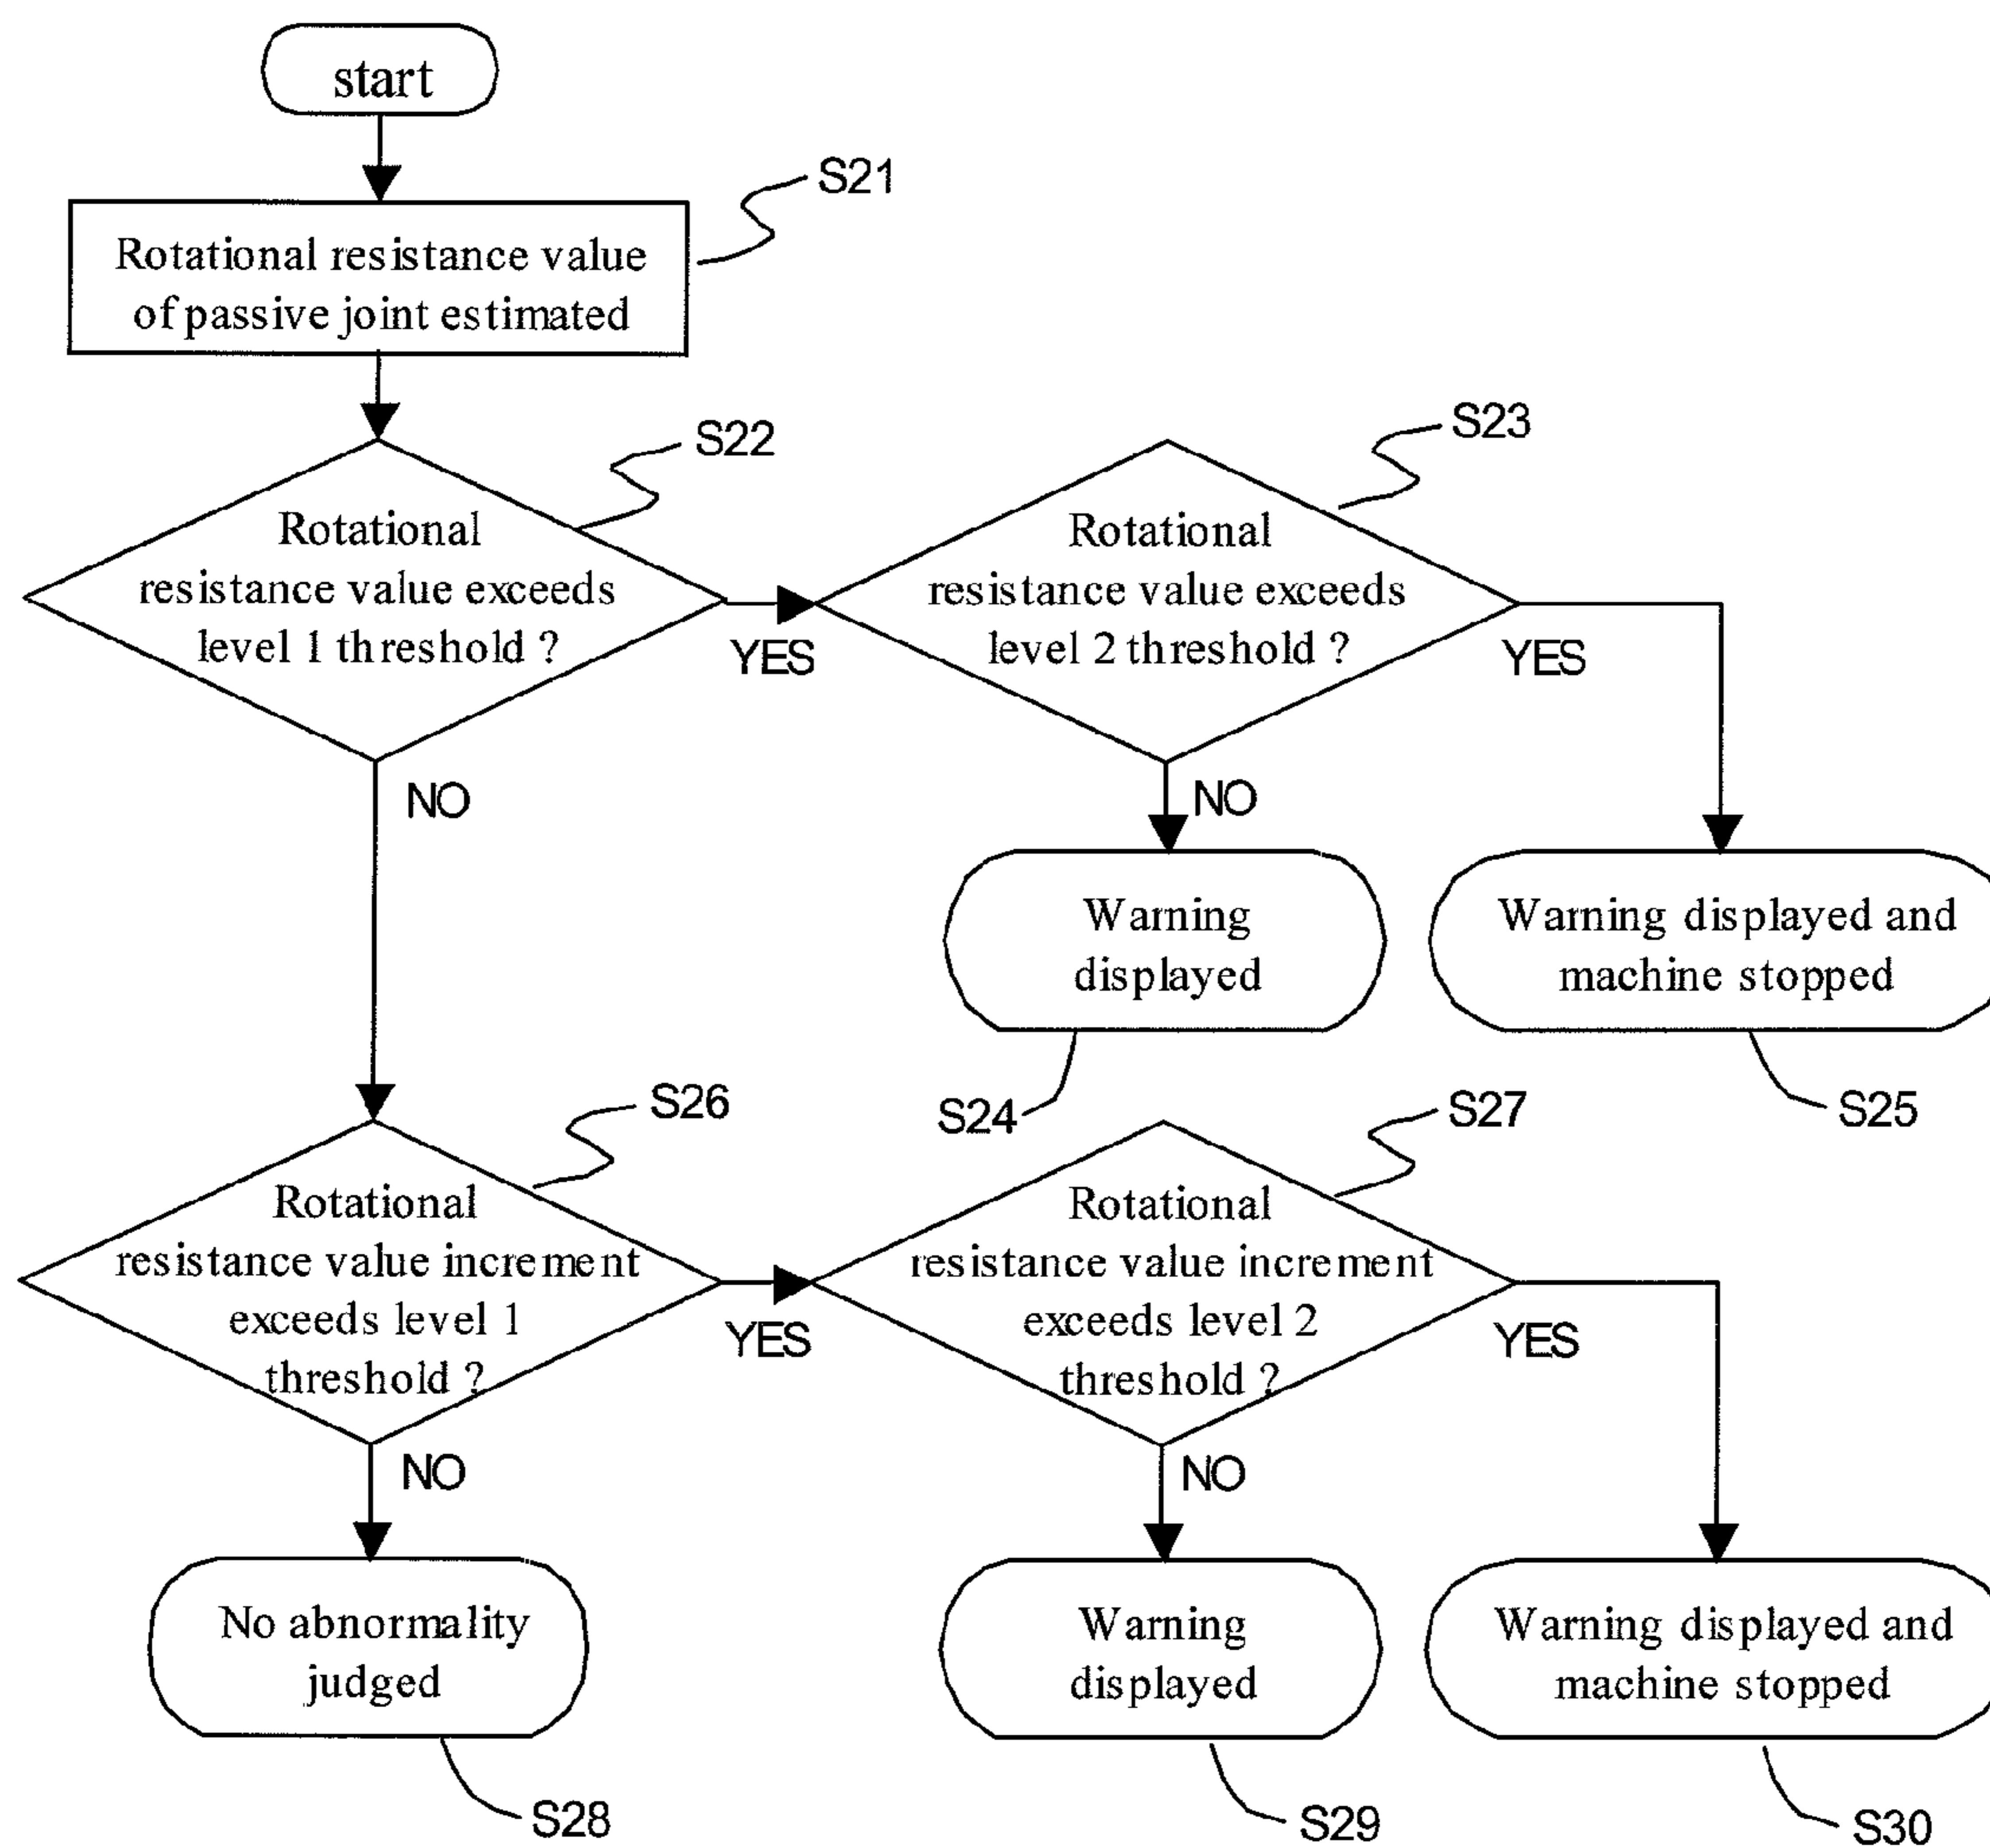 start
S21
Rotational resistance value
of passive joint estimated
S22
Rotational
resistance value exceeds
level 1 threshold ?
YES
NO
S23
Rotational
resistance value exceeds
level 2 threshold ?
YES
NO
Warning
displayed
S24
Warning displayed and
machine stopped
S25
S26
Rotational
resistance value increment
exceeds level 1
threshold ?
YES
NO
S27
Rotational
resistance value increment
exceeds level 2
threshold ?
YES
NO
No abnormality
judged
S28
Warning
displayed
S29
Warning displayed and
machine stopped
S30